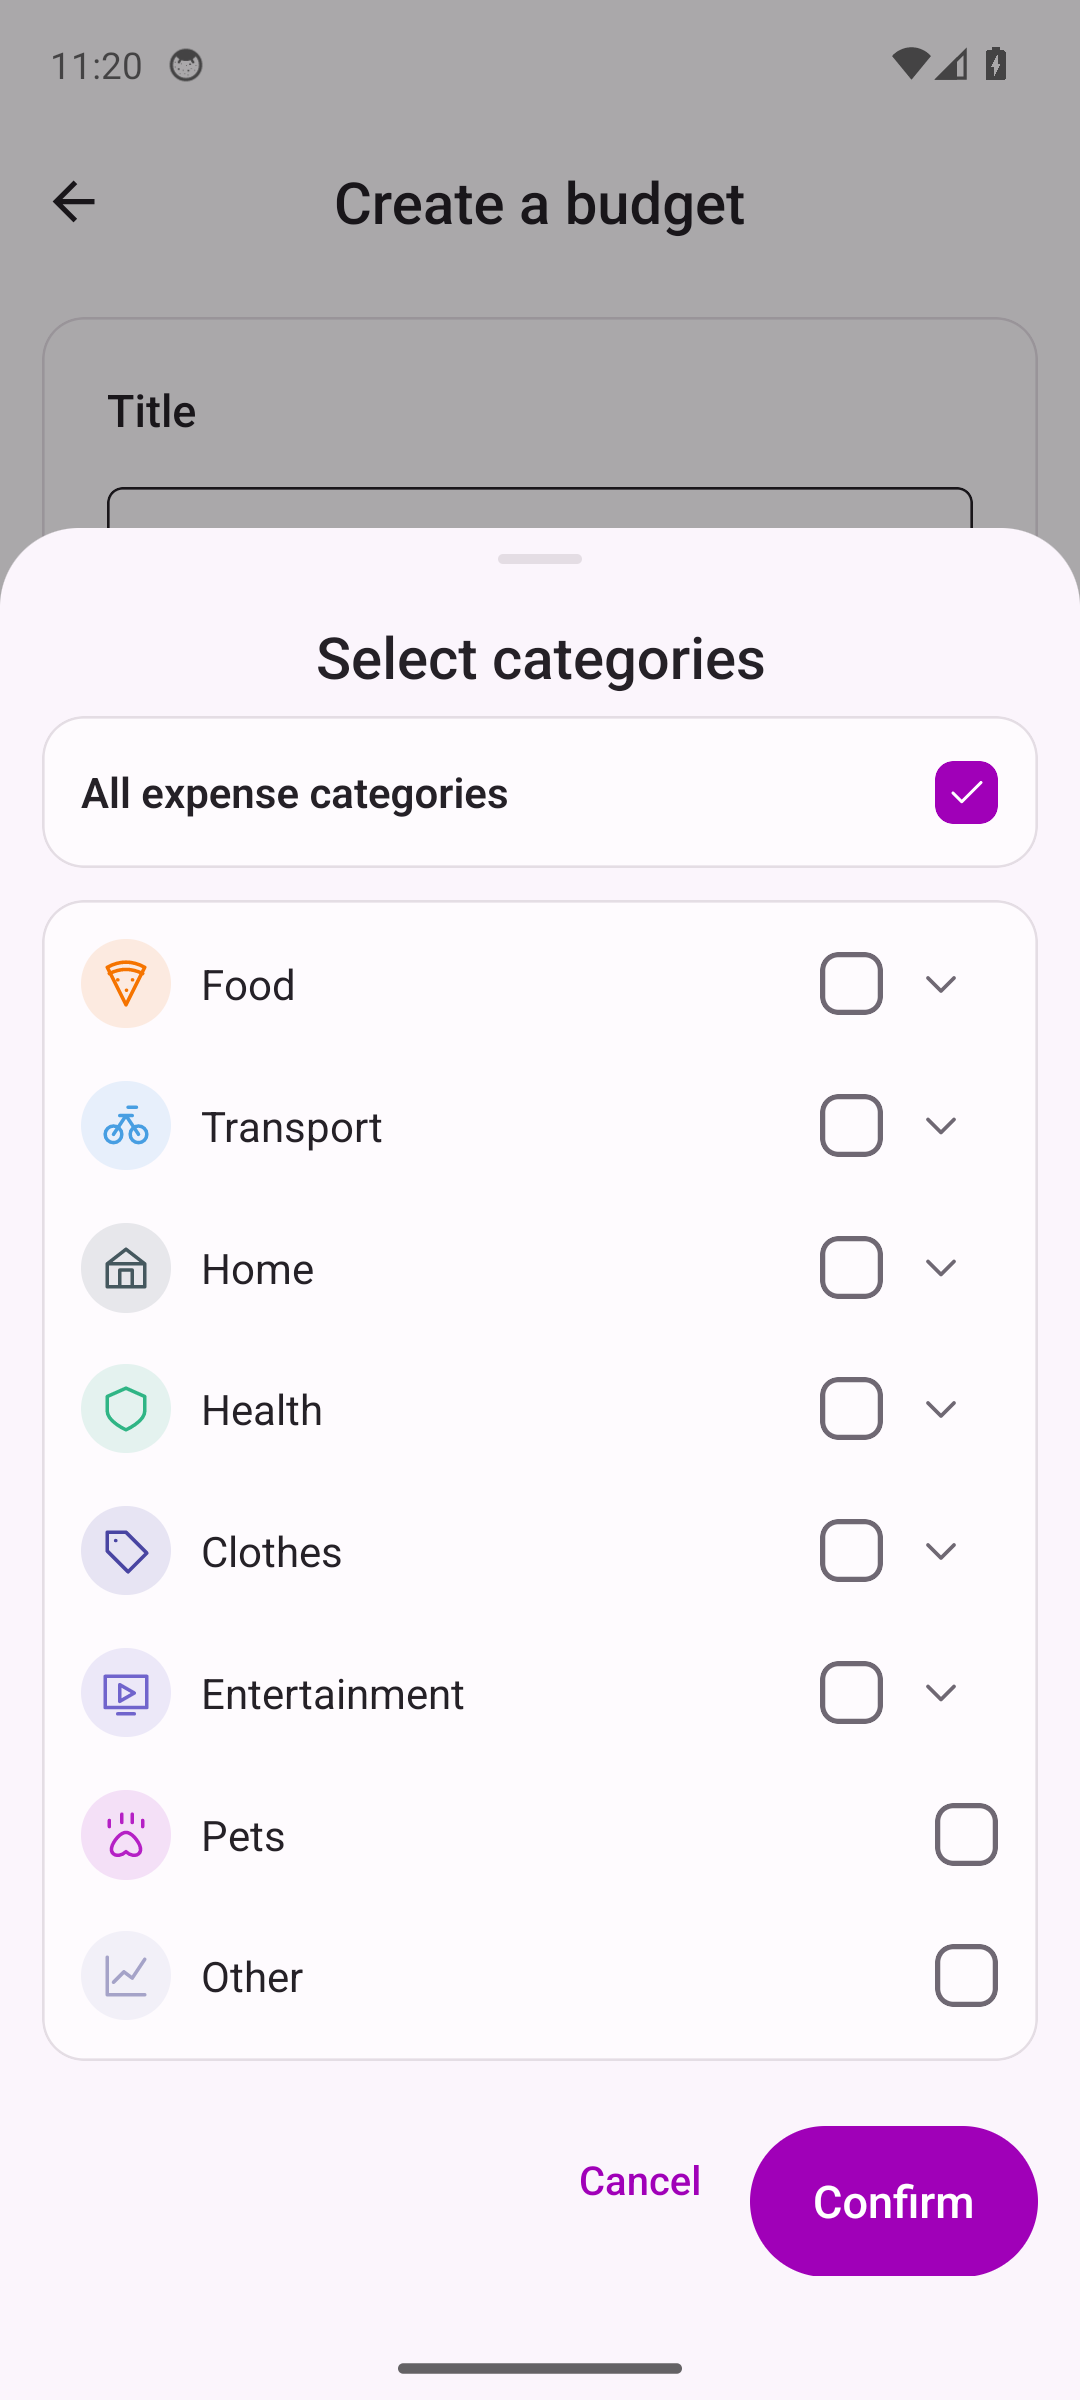 11:20
Create a budget
Title
Select categories
All expense categories
Food
Transport
Home
Health
Clothes
Entertainment
Pets
Other
Cancel
Confirm